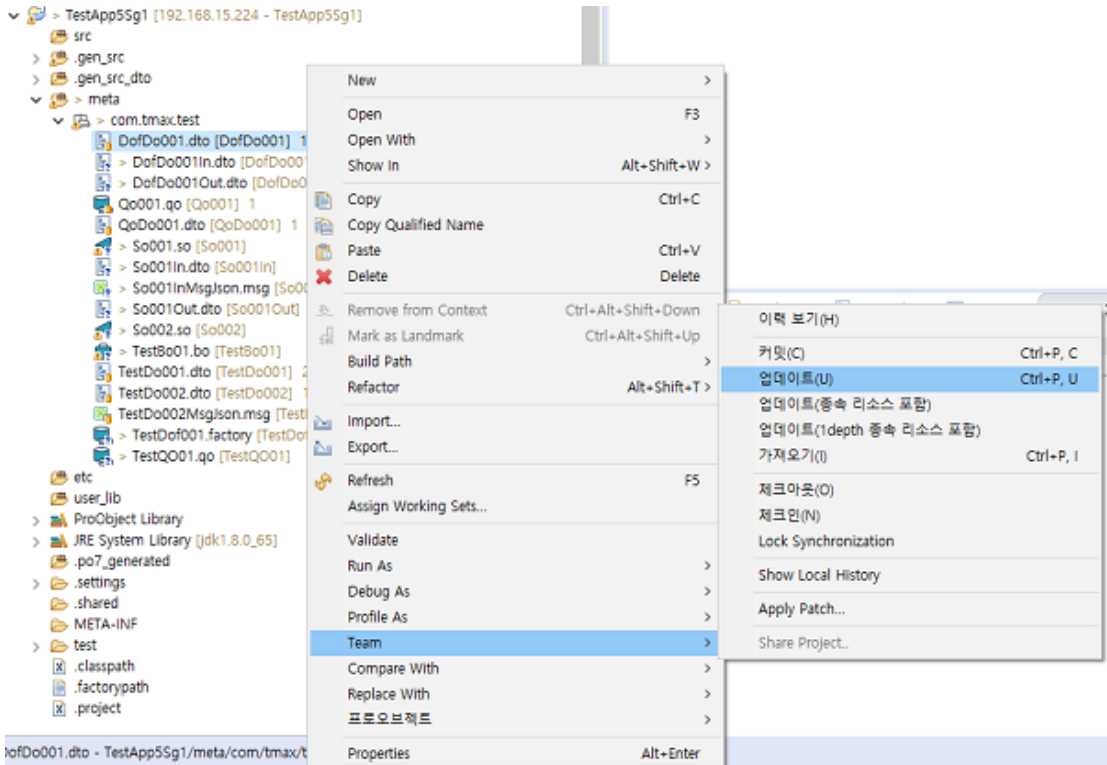 > TestApp5Sg1 [192.168.15.224 - TestApp5Sg1]
src
.gen_src
.gen_src_dto
> meta
> com.tmax.test
DofDo001.dto [DofDo001] 1
> DofDo001In.dto [DofDo00
> DofDo001Out.dto [DofDo0
Qo001.qo [Qo001] 1
QoDo001.dto [QoDo001] 1
> So001.so [So001]
> So001In.dto [So001In]
> So001InMsgJson.msg [So0
> So001Out.dto [So001Out]
> So002.so [So002]
> TestBo01.bo [TestBo01]
TestDo001.dto [TestDo001] 2
TestDo002.dto [TestDo002] 1
TestDo002MsgJson.msg [Test
> TestDof001.factory [TestDof
> TestQO01.qo [TestQO01]
etc
user_lib
ProObject Library
JRE System Library [jdk1.8.0_65]
.po7_generated
.settings
.shared
META-INF
test
.classpath
.factorypath
.project
DofDo001.dto - TestApp5Sg1/meta/com/tmax/t
New
Open F3
Open With
Show In Alt+Shift+W
Copy Ctrl+C
Copy Qualified Name
Paste Ctrl+V
Delete Delete
Remove from Context Ctrl+Alt+Shift+Down
Mark as Landmark Ctrl+Alt+Shift+Up
Build Path
Refactor Alt+Shift+T
Import...
Export...
Refresh F5
Assign Working Sets...
Validate
Run As
Debug As
Profile As
Team
Compare With
Replace With
프로오브젝트
Properties Alt+Enter
이력 보기(H)
커밋(C) Ctrl+P, C
업데이트(U) Ctrl+P, U
업데이트(종속 리소스 포함)
업데이트(1depth 종속 리소스 포함)
가져오기(I) Ctrl+P, I
체크아웃(O)
체크인(N)
Lock Synchronization
Show Local History
Apply Patch...
Share Project..